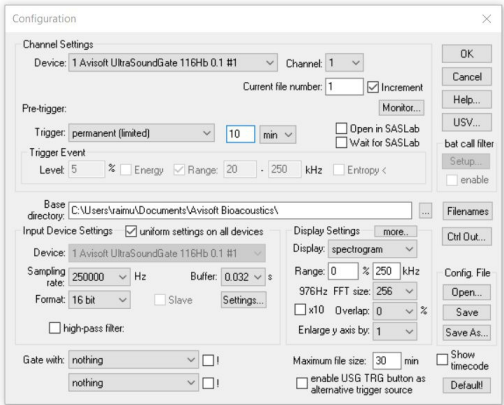 Configuration
Channel Settings
Device: 1 Avisoft UltraSoundGate 116Hb 0.1 #1 Channel: 1
Current file number: 1 Increment
Pre-trigger: Monitor...
Trigger: permanent (limited) 10 min Open in SASLab
Wait for SASLab
Trigger Event
Level: 5 % Energy Range: 20 - 250 kHz Entropy <
OK
Cancel
Help...
USV...
bat call filter
Setup...
enable
Base
directory: C:\Users\raimu\Documents\Avisoft Bioacoustics\ ... Filenames
Ctrl Out...
Input Device Settings uniform settings on all devices
Device: 1 Avisoft UltraSoundGate 116Hb 0.1 #1
Sampling
rate: 250000 Hz Buffer: 0.032 s
Format: 16 bit Slave Settings...
high-pass filter:
Display Settings more..
Display: spectrogram
Range: 0 % 250 kHz
976Hz FFT size: 256
x10 Overlap: 0 %
Enlarge y axis by: 1
Config. File
Open...
Save
Save As...
Gate with: nothing !
nothing !
Maximum file size: 30 min
enable USG TRG button as
alternative trigger source
Show
timecode
Default!